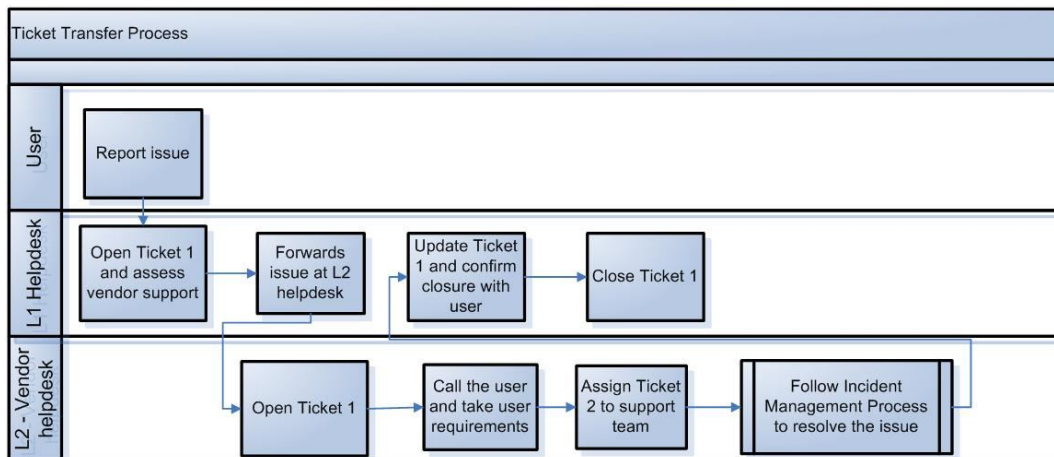 Ticket Transfer Process
User
Report issue
L1 Helpdesk
Open Ticket 1
and assess
vendor support
Forwards
issue at L2
helpdesk
Update Ticket
1 and confirm
closure with
user
Close Ticket 1
L2 - Vendor
helpdesk
Open Ticket 1
Call the user
and take user
requirements
Assign Ticket
2 to support
team
Follow Incident
Management Process
to resolve the issue